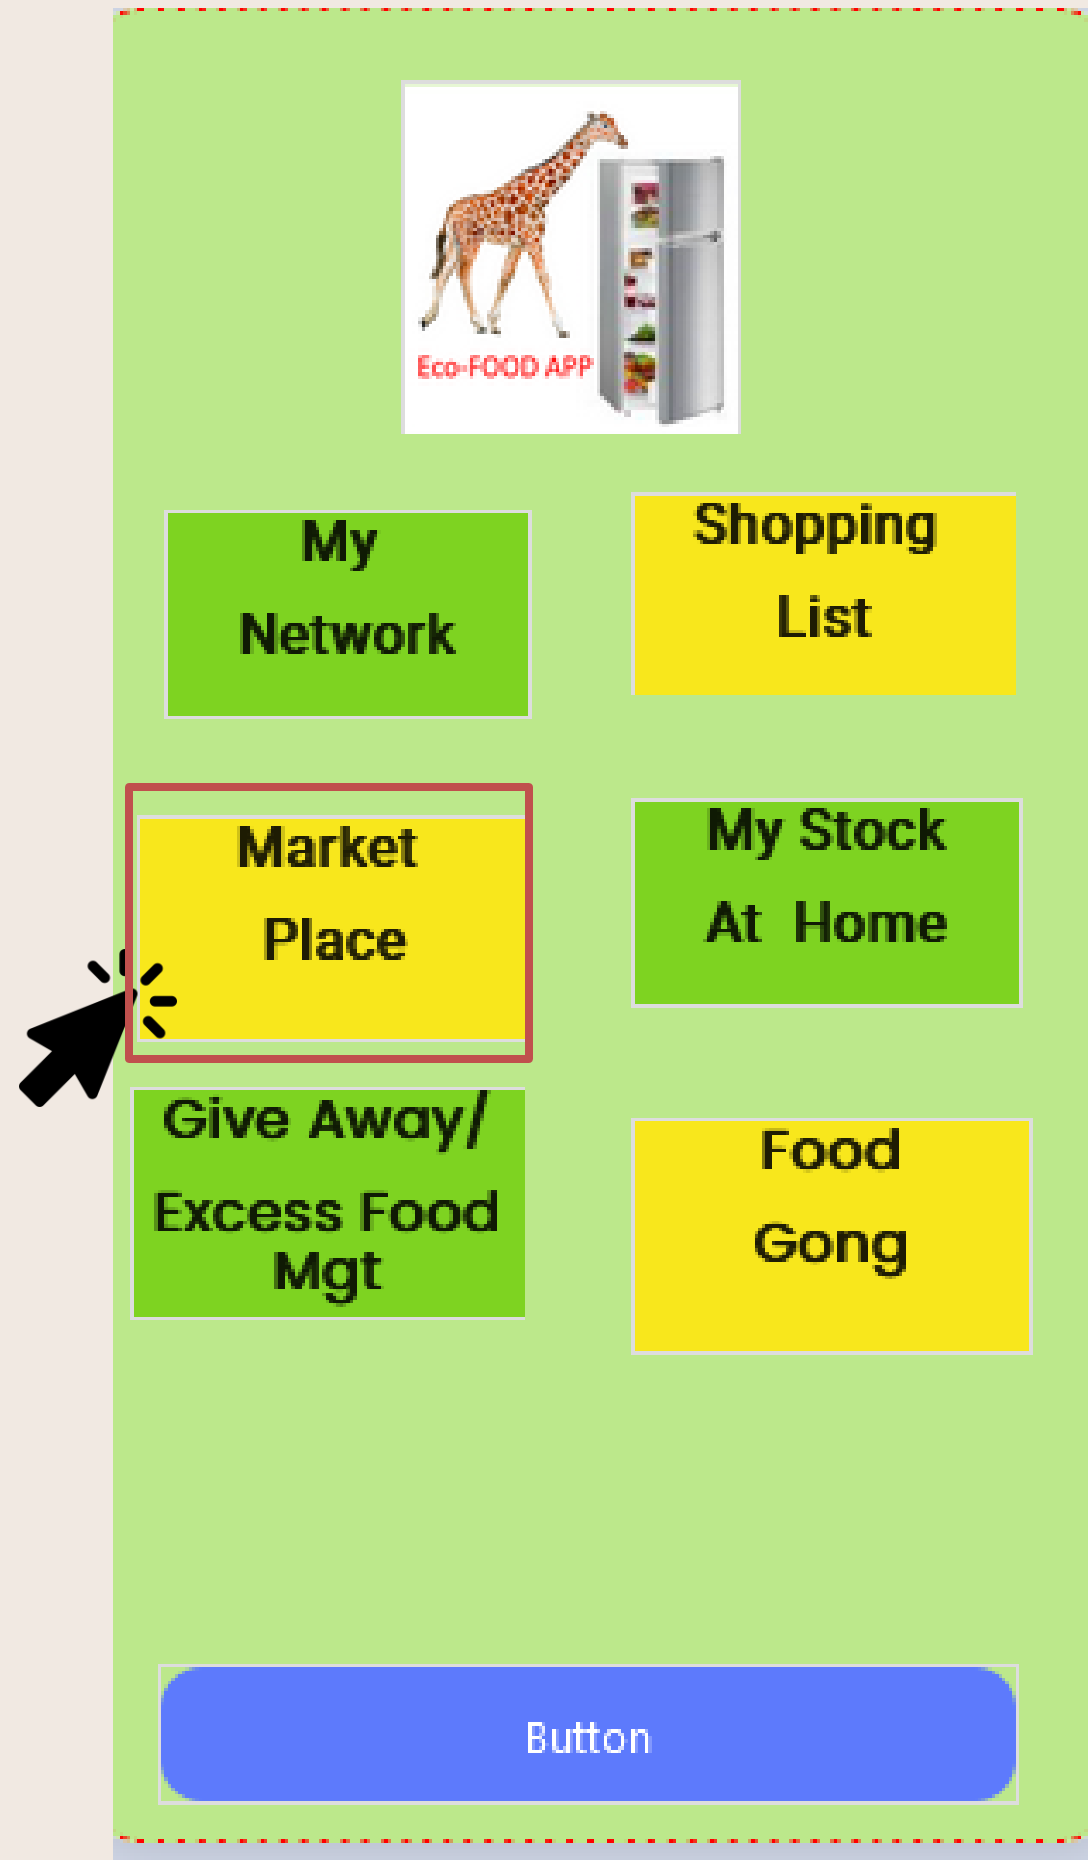 Eco-FOOD APP
My
Network
Shopping
List
Market
Place
My Stock
At Home
Give Away/
Excess Food
Mgt
Food
Gong
Button